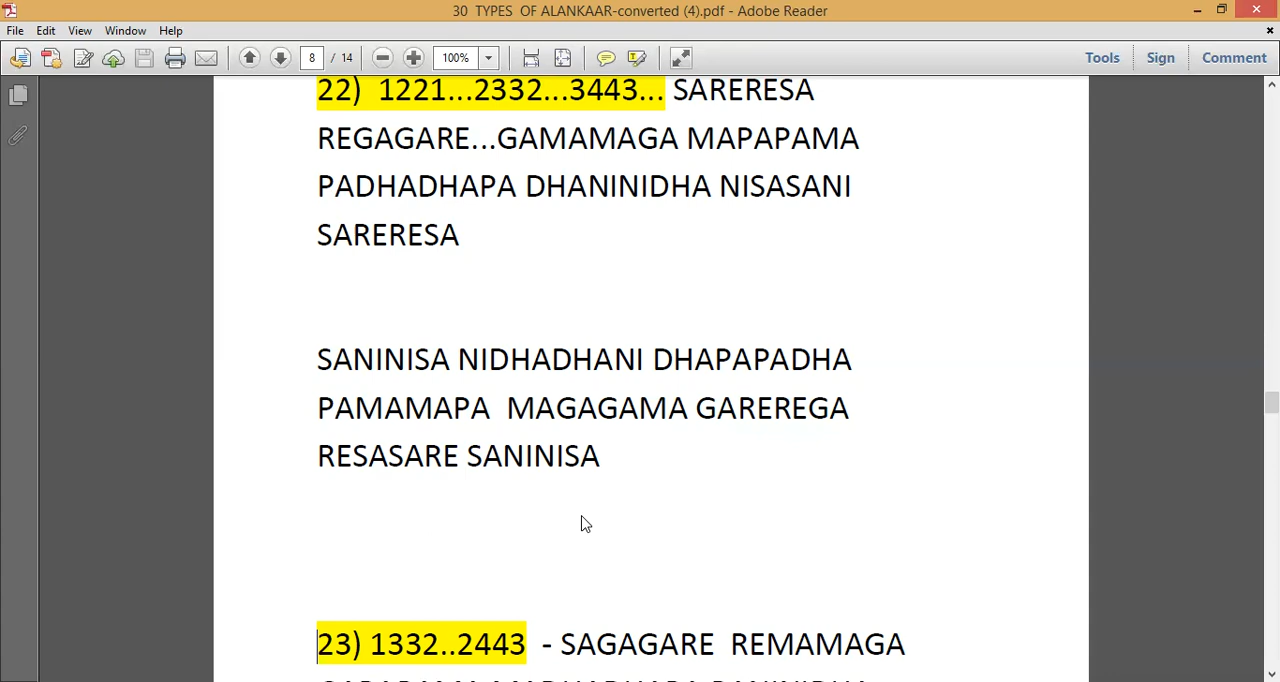 30 TYPES OF ALANKAAR-converted (4).pdf - Adobe Reader
File Edit View Window Help
8 / 14 100% Tools Sign Comment
22) 1221...2332...3443... SARERESA
REGAGARE...GAMAMAGA MAPAPAMA
PADHADHAPA DHANINIDHA NISASANI
SARERESA
SANINISA NIDHADHANI DHAPAPADHA
PAMAMAPA MAGAGAMA GAREREGA
RESASARE SANINISA
23) 1332..2443 - SAGAGARE REMAMAGA